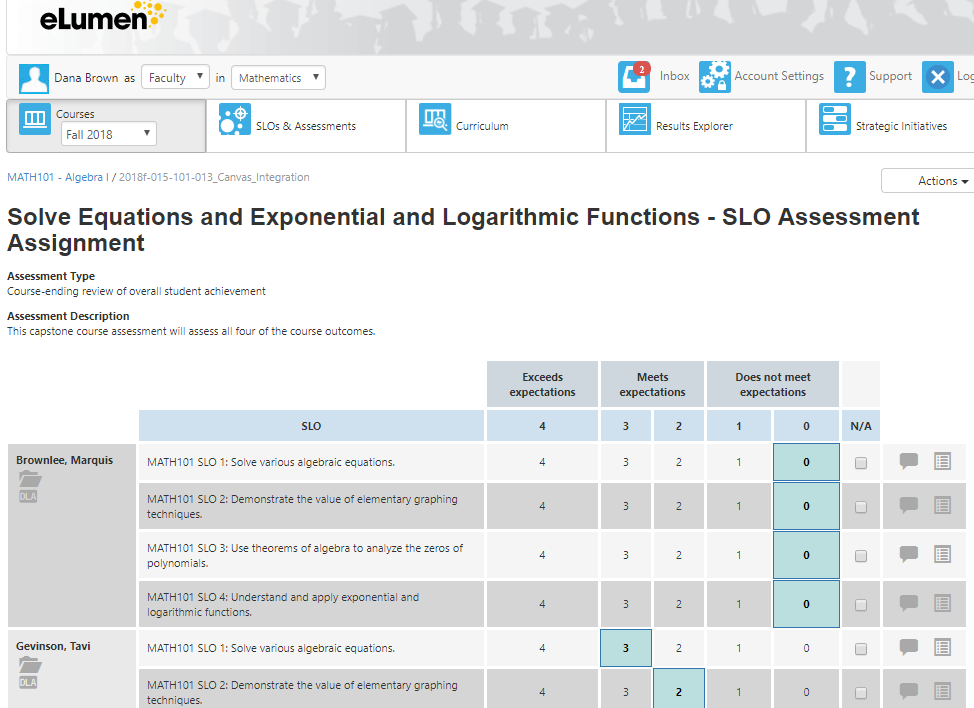 eLumen
Dana Brown as Faculty in Mathematics
2 Inbox Account Settings ? Support
Courses
Fall 2018
SLOs & Assessments
Curriculum
Results Explorer
Strategic Initiatives
MATH101 - Algebra I / 2018f-015-101-013_Canvas_Integration
Actions
Solve Equations and Exponential and Logarithmic Functions - SLO Assessment
Assignment
Assessment Type
Course-ending review of overall student achievement
Assessment Description
This capstone course assessment will assess all four of the course outcomes.
Exceeds expectations Meets expectations Does not meet expectations
SLO 4 3 2 1 0 N/A
Brownlee, Marquis
DLA
MATH101 SLO 1: Solve various algebraic equations. 4 3 2 1 0
MATH101 SLO 2: Demonstrate the value of elementary graphing
techniques. 4 3 2 1 0
MATH101 SLO 3: Use theorems of algebra to analyze the zeros of
polynomials. 4 3 2 1 0
MATH101 SLO 4: Understand and apply exponential and
logarithmic functions. 4 3 2 1 0
Gevinson, Tavi
DLA
MATH101 SLO 1: Solve various algebraic equations. 4 3 2 1 0
MATH101 SLO 2: Demonstrate the value of elementary graphing
techniques. 4 3 2 1 0